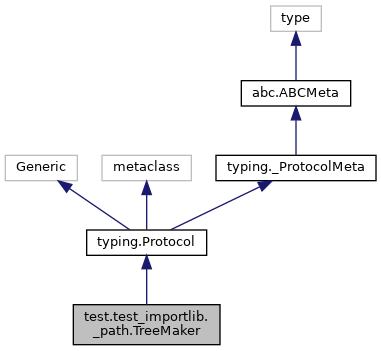 type
abc.ABCMeta
Generic
metaclass
typing._ProtocolMeta
typing.Protocol
test.test_importlib.
_path.TreeMaker